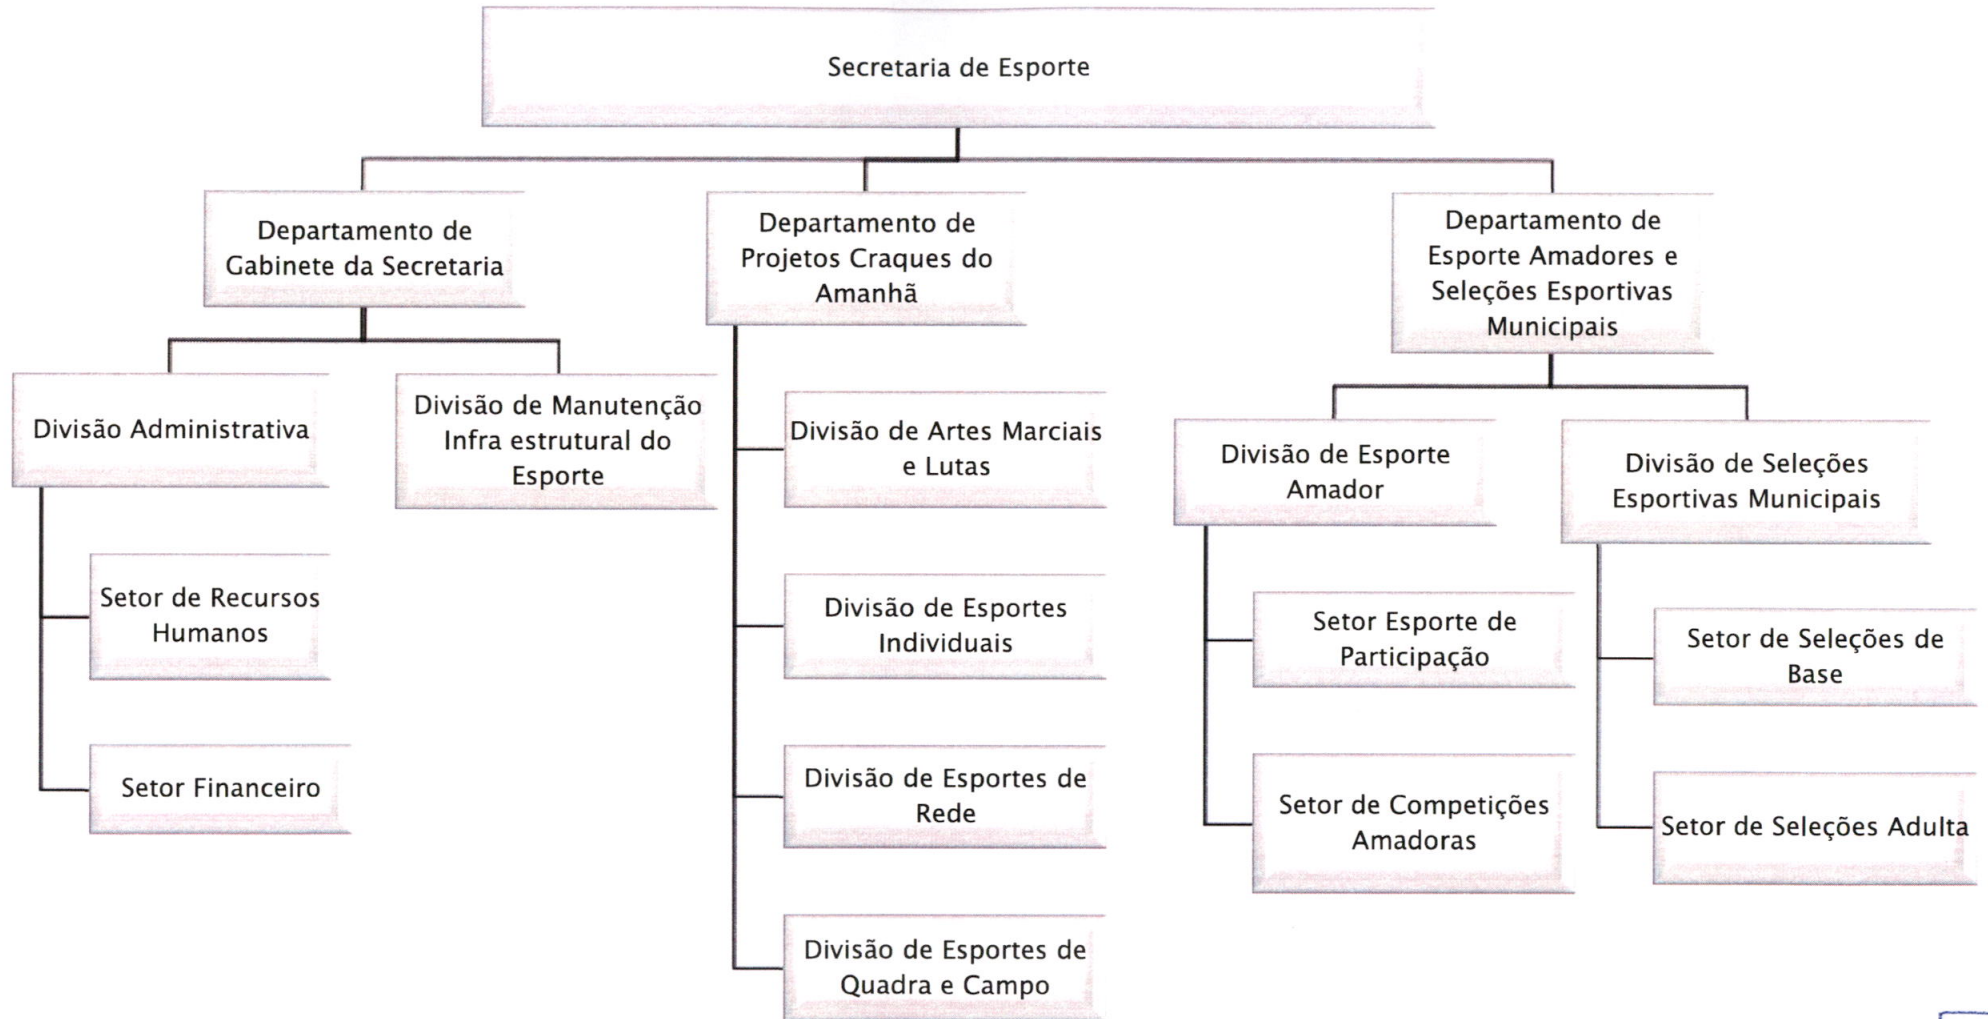 Secretaria de Esporte
Departamento de
Gabinete da Secretaria
Departamento de
Projetos Craques do
Amanhã
Departamento de
Esporte Amadores e
Seleções Esportivas
Municipais
Divisão Administrativa
Divisão de Manutenção
Infra estrutural do
Esporte
Setor de Recursos
Humanos
Setor Financeiro
Divisão de Artes Marciais
e Lutas
Divisão de Esportes
Individuais
Divisão de Esportes de
Rede
Divisão de Esportes de
Quadra e Campo
Divisão de Esporte
Amador
Setor Esporte de
Participação
Setor de Competições
Amadoras
Divisão de Seleções
Esportivas Municipais
Setor de Seleções de
Base
Setor de Seleções Adulta